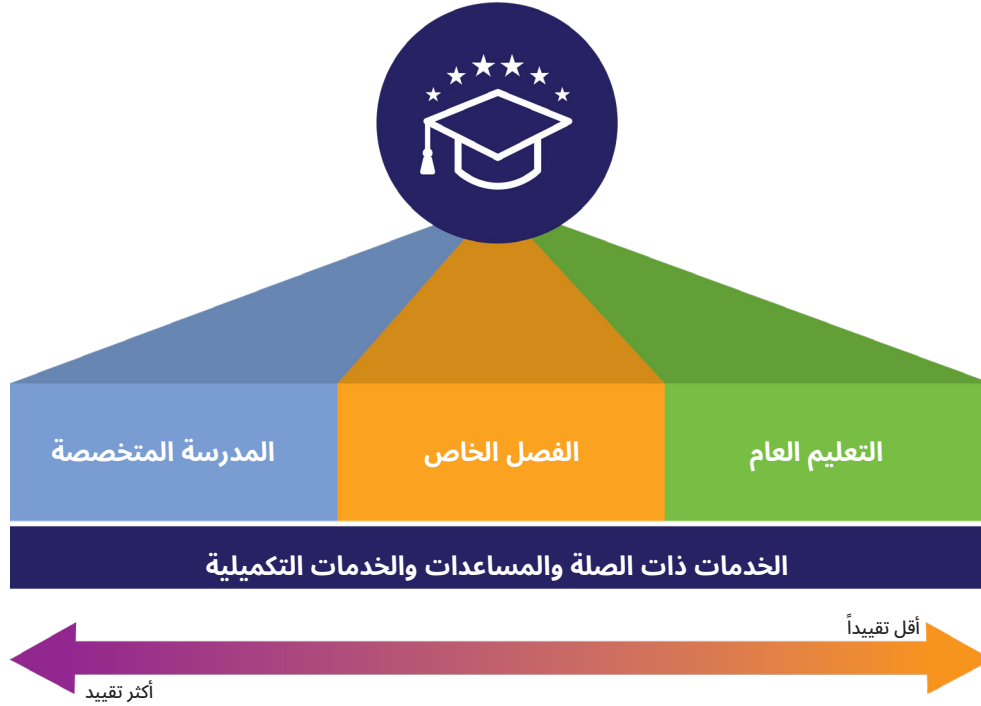 التعليم العام
الفصل الخاص
المدرسة المتخصصة
الخدمات ذات الصلة والمساعدات والخدمات التكميلية
أقل تقييداً
أكثر تقييد